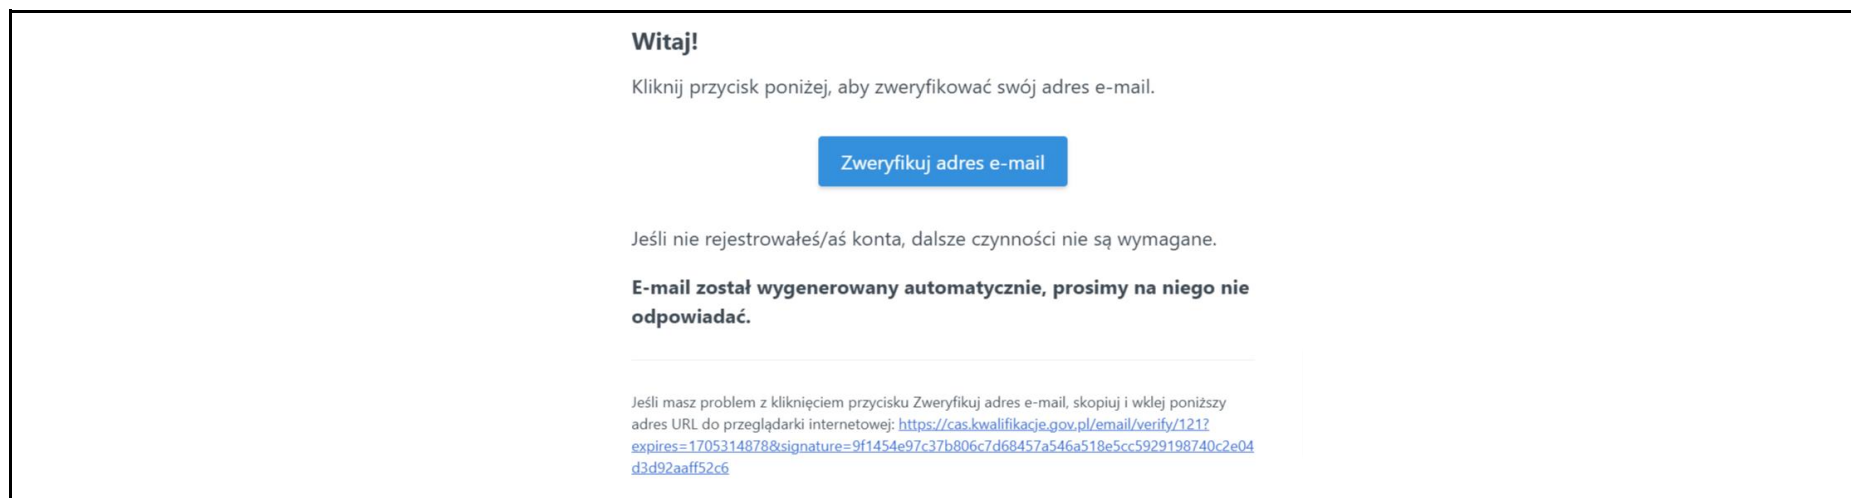 Witaj!
Kliknij przycisk poniżej, aby zweryfikować swój adres e-mail.
Zweryfikuj adres e-mail
Jeśli nie rejestrowałeś/aś konta, dalsze czynności nie są wymagane.
E-mail został wygenerowany automatycznie, prosimy na niego nie
odpowiadać.
Jeśli masz problem z kliknięciem przycisku Zweryfikuj adres e-mail, skopiuj i wklej poniższy
adres URL do przeglądarki internetowej: https://cas.kwalifikacje.gov.pl/email/verify/121?
expires=1705314878&signature=9f1454e97c37b806c7d68457a546a518e5cc5929198740c2e04
d3d92aaff52c6